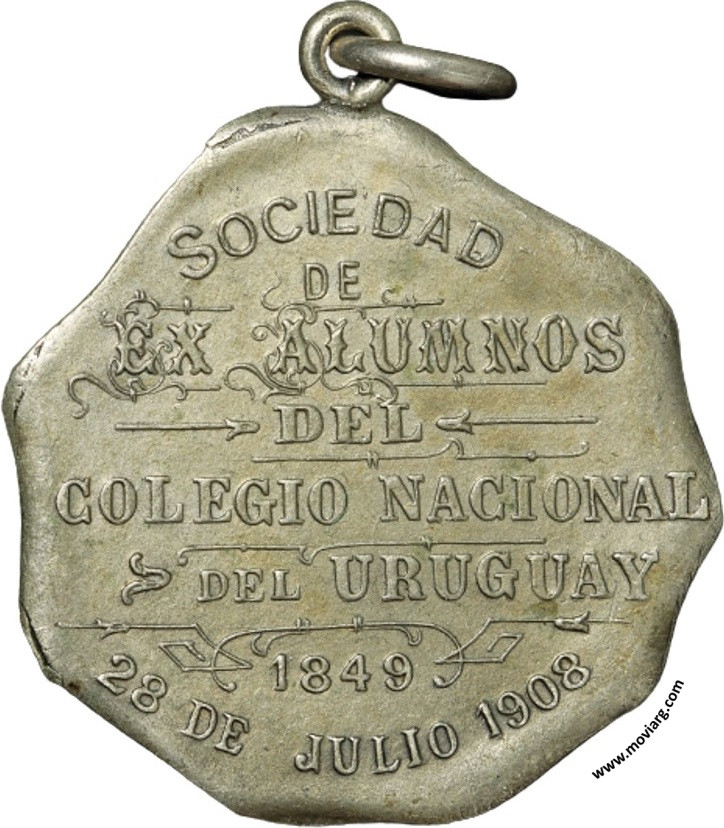 SOCIEDAD
DE
EX ALUMNOS
DEL
COLEGIO NACIONAL
DEL URUGUAY
1849
28 DE JULIO 1908
www.moviarg.com